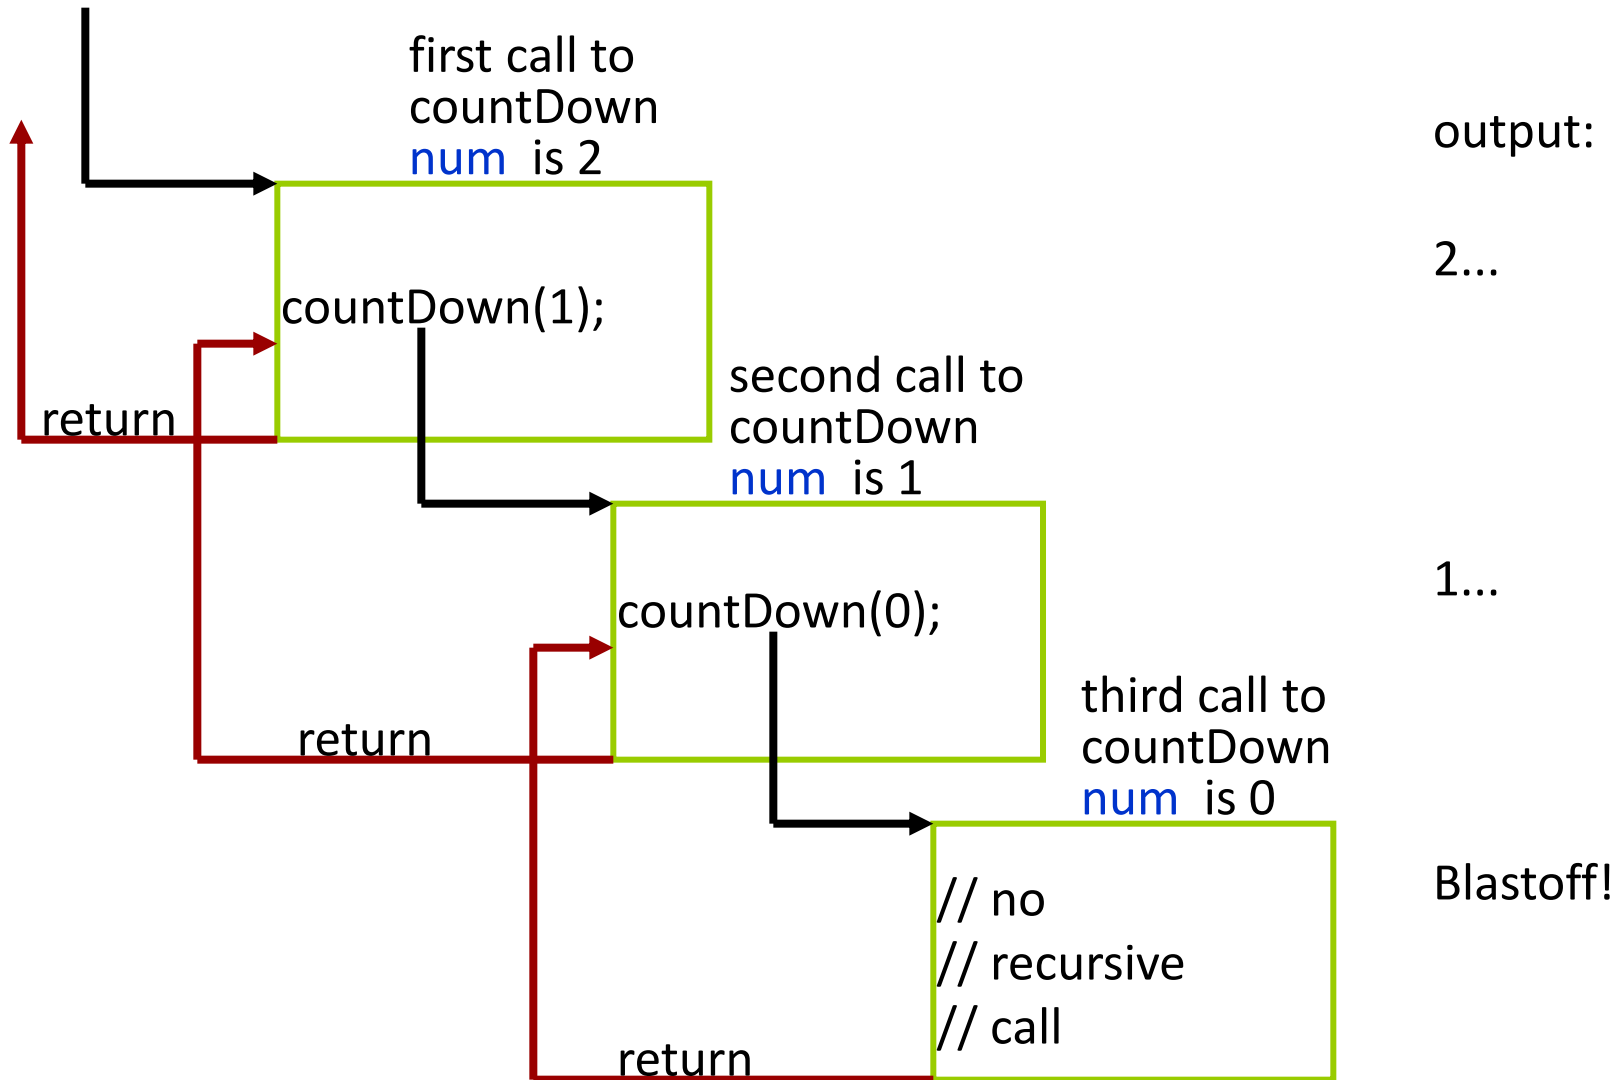 first call to
countDown
num is 2
output:
2...
countDown(1);
return
second call to
countDown
num is 1
1...
countDown(0);
return
third call to
countDown
num is 0
Blastoff!
// no
// recursive
// call
return